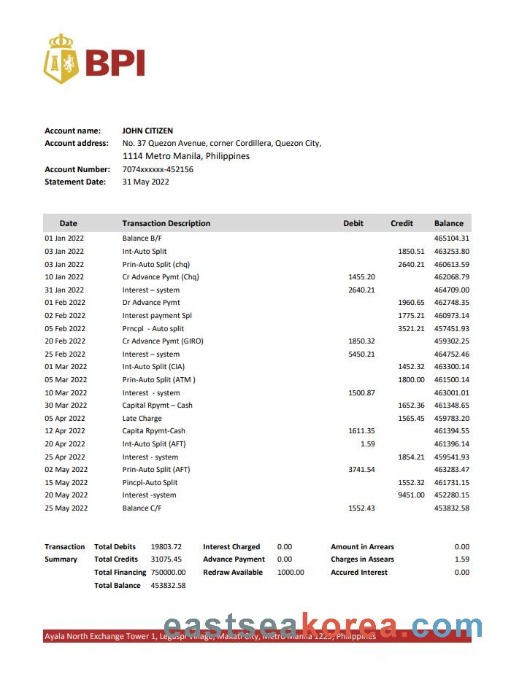 BPI
Account name: JOHN CITIZEN
Account address: No. 37 Quezon Avenue, corner Cordillera, Quezon City,
1114 Metro Manila, Philippines
Account Number: 7074xxxxxx-452156
Statement Date: 31 May 2022
Date Transaction Description Debit Credit Balance
01 Jan 2022 Balance B/F 465104.31
03 Jan 2022 Int-Auto Split 1850.51 463253.80
03 Jan 2022 Prin-Auto Split (chq) 2640.21 460613.59
10 Jan 2022 Cr Advance Pymt (Chq) 1455.20 462068.79
31 Jan 2022 Interest – system 2640.21 464709.00
01 Feb 2022 Dr Advance Pymt 1960.65 462748.35
02 Feb 2022 Interest payment Spl 1775.21 460973.14
05 Feb 2022 Prncpl - Auto split 3521.21 457451.93
20 Feb 2022 Cr Advance Pymt (GIRO) 1850.32 459302.25
25 Feb 2022 Interest – system 5450.21 464752.46
01 Mar 2022 Int-Auto Split (CIA) 1452.32 463300.14
05 Mar 2022 Prin-Auto Split (ATM ) 1800.00 461500.14
10 Mar 2022 Interest - system 1500.87 463001.01
30 Mar 2022 Capital Rpymt – Cash 1652.36 461348.65
05 Apr 2022 Late Charge 1565.45 459783.20
12 Apr 2022 Capita Rpymt-Cash 1611.35 461394.55
20 Apr 2022 Int-Auto Split (AFT) 1.59 461396.14
25 Apr 2022 Interest - system 1854.21 459541.93
02 May 2022 Prin-Auto Split (AFT) 3741.54 463283.47
15 May 2022 Pincpl-Auto Split 1552.32 461731.15
20 May 2022 Interest -system 9451.00 452280.15
25 May 2022 Balance C/F 1552.43 453832.58
Transaction Total Debits 19803.72 Interest Charged 0.00 Amount in Arrears 0.00
Summary Total Credits 31075.45 Advance Payment 0.00 Charges in Assears 1.59
Total Financing 750000.00 Redraw Available 1000.00 Accured Interest 0.00
Total Balance 453832.58
Ayala North Exchange Tower 1, Legaspi Village, Makati City, Metro Manila 1229, Philippines
eastseakorea.com